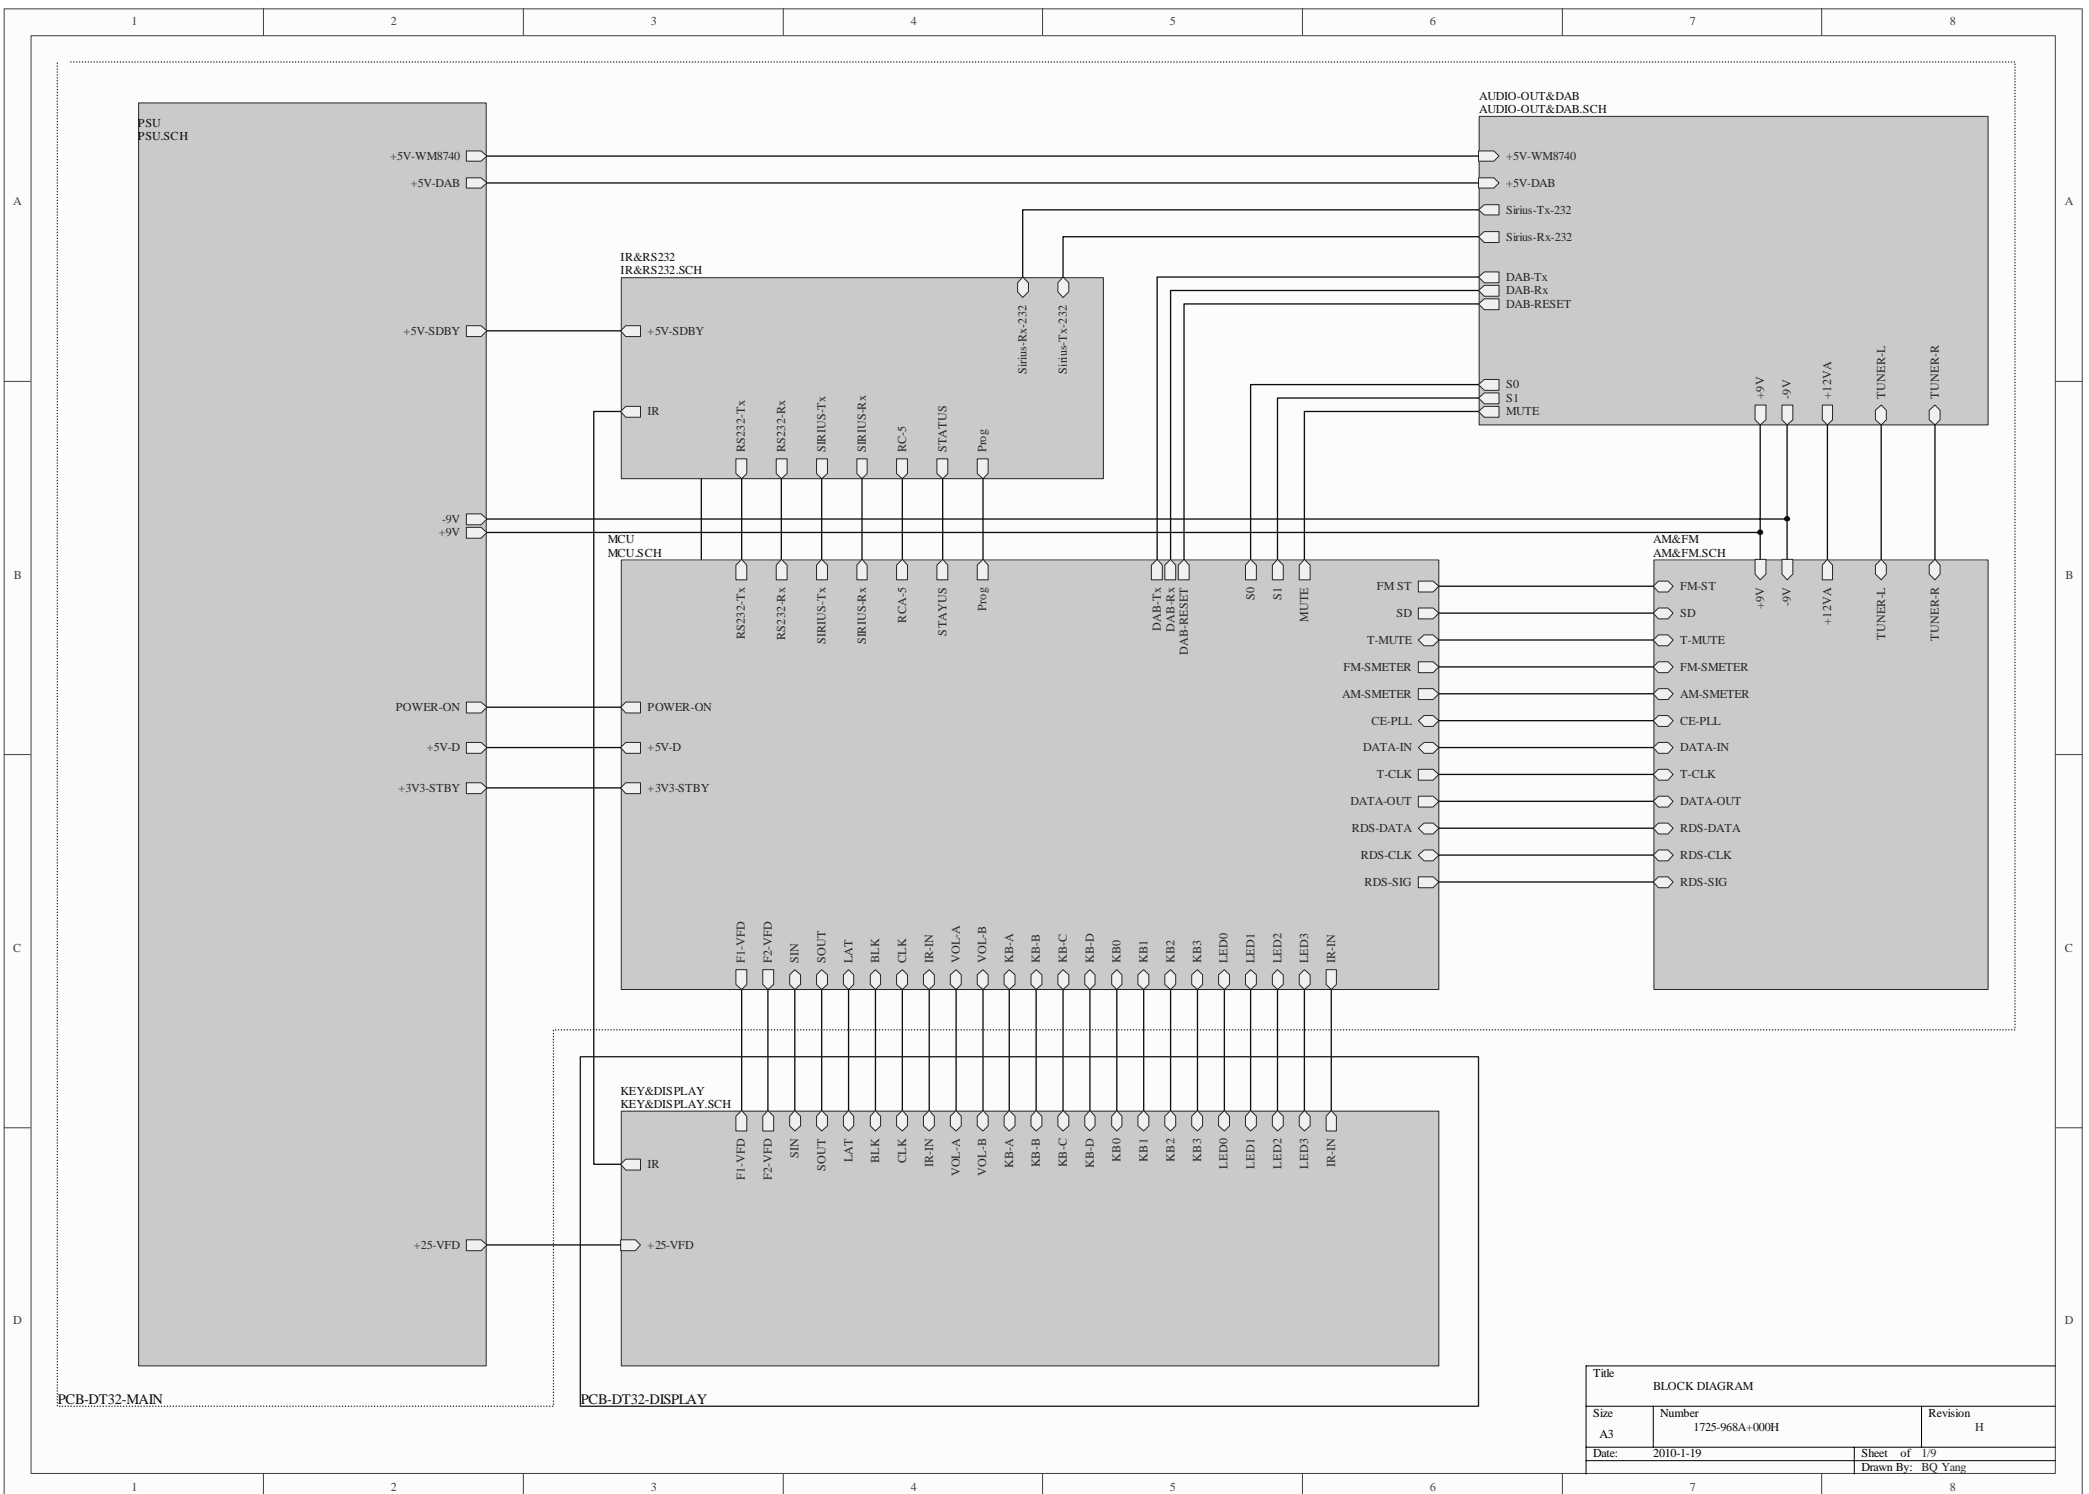 1 2 3 4 5 6 7 8
A A
B B
C C
D D
PSU
PSU.SCH
+5V-WM8740
+5V-DAB
+5V-SDBY
-9V
+9V
POWER-ON
+5V-D
+3V3-STBY
+25-VFD
IR&RS232
IR&RS232.SCH
+5V-SDBY
IR
Sirius-Rx-232
Sirius-Tx-232
RS232-Tx
RS232-Rx
SIRIUS-Tx
SIRIUS-Rx
RC-5
STATUS
Prog
AUDIO-OUT&DAB
AUDIO-OUT&DAB.SCH
+5V-WM8740
+5V-DAB
Sirius-Tx-232
Sirius-Rx-232
DAB-Tx
DAB-Rx
DAB-RESET
S0
S1
MUTE
+9V
-9V
+12VA
TUNER-L
TUNER-R
MCU
MCU.SCH
RS232-Tx
RS232-Rx
SIRIUS-Tx
SIRIUS-Rx
RCA-5
STAYUS
Prog
DAB-Tx
DAB-Rx
DAB-RESET
S0
S1
MUTE
POWER-ON
+5V-D
+3V3-STBY
FM ST
SD
T-MUTE
FM-SMETER
AM-SMETER
CE-PLL
DATA-IN
T-CLK
DATA-OUT
RDS-DATA
RDS-CLK
RDS-SIG
F1-VFD
F2-VFD
SIN
SOUT
LAT
BLK
CLK
IR-IN
VOL-A
VOL-B
KB-A
KB-B
KB-C
KB-D
KB0
KB1
KB2
KB3
LED0
LED1
LED2
LED3
IR-IN
AM&FM
AM&FM.SCH
+9V
-9V
+12VA
TUNER-L
TUNER-R
FM-ST
SD
T-MUTE
FM-SMETER
AM-SMETER
CE-PLL
DATA-IN
T-CLK
DATA-OUT
RDS-DATA
RDS-CLK
RDS-SIG
KEY&DISPLAY
KEY&DISPLAY.SCH
F1-VFD
F2-VFD
SIN
SOUT
LAT
BLK
CLK
IR-IN
VOL-A
VOL-B
KB-A
KB-B
KB-C
KB-D
KB0
KB1
KB2
KB3
LED0
LED1
LED2
LED3
IR-IN
IR
+25-VFD
PCB-DT32-MAIN
PCB-DT32-DISPLAY
Title
BLOCK DIAGRAM
Size Number Revision
A3 1725-968A+000H H
Date: 2010-1-19 Sheet of 1/9
Drawn By: BQ Yang
1 2 3 4 5 6 7 8